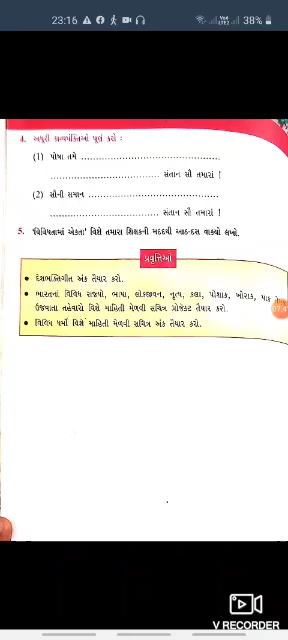 23:16
38%
4. અધૂરી કાવ્યપંક્તિઓ પૂર્ણ કરો :
(1) પોષા તમે ................................................
...................................... સંતાન સૌ તમારાં !
(2) સૌની સમાન ..............................................
...................................... સંતાન સૌ તમારાં !
5. 'વિવિધતામાં એકતા' વિશે તમારા શિક્ષકની મદદથી આઠ-દસ વાક્યો લખો.
પ્રવૃત્તિઓ
• દેશભક્તિગીત અંક તૈયાર કરો.
• ભારતનાં વિવિધ રાજ્યો, ભાષા, લોકજીવન, નૃત્ય, કલા, પોશાક, ખોરાક, પાક
ઉજવાતા તહેવારો વિશે માહિતી મેળવી સચિત્ર પ્રોજેક્ટ તૈયાર કરો.
• વિવિધ ધર્મો વિશે માહિતી મેળવી સચિત્ર અંક તૈયાર કરો.
V RECORDER